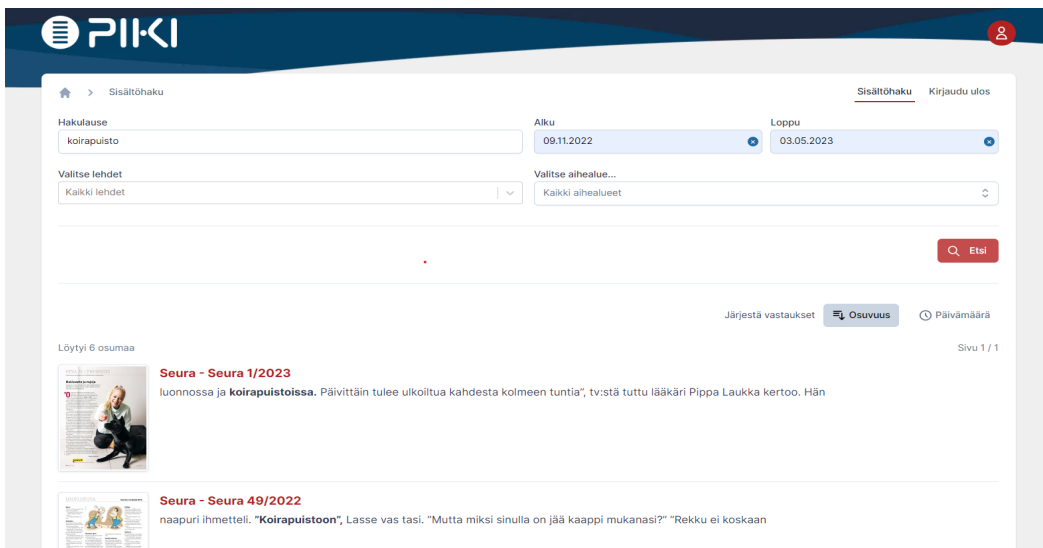 PIKI
Sisältöhaku
Sisältöhaku Kirjaudu ulos
Hakulause Alku Loppu
koirapuisto 09.11.2022 03.05.2023
Valitse lehdet Valitse aihealue...
Kaikki lehdet Kaikki aihealueet
Etsi
Järjestä vastaukset Osuvuus Päivämäärä
Löytyi 6 osumaa Sivu 1 / 1
Seura - Seura 1/2023
luonnossa ja koirapuistoissa. Päivittäin tulee ulkoiltua kahdesta kolmeen tuntia”, tv:stä tuttu lääkäri Pippa Laukka kertoo. Hän
Seura - Seura 49/2022
naapuri ihmetteli. ”Koirapuistoon”, Lasse vas tasi. ”Mutta miksi sinulla on jää kaappi mukanasi?” ”Rekku ei koskaan